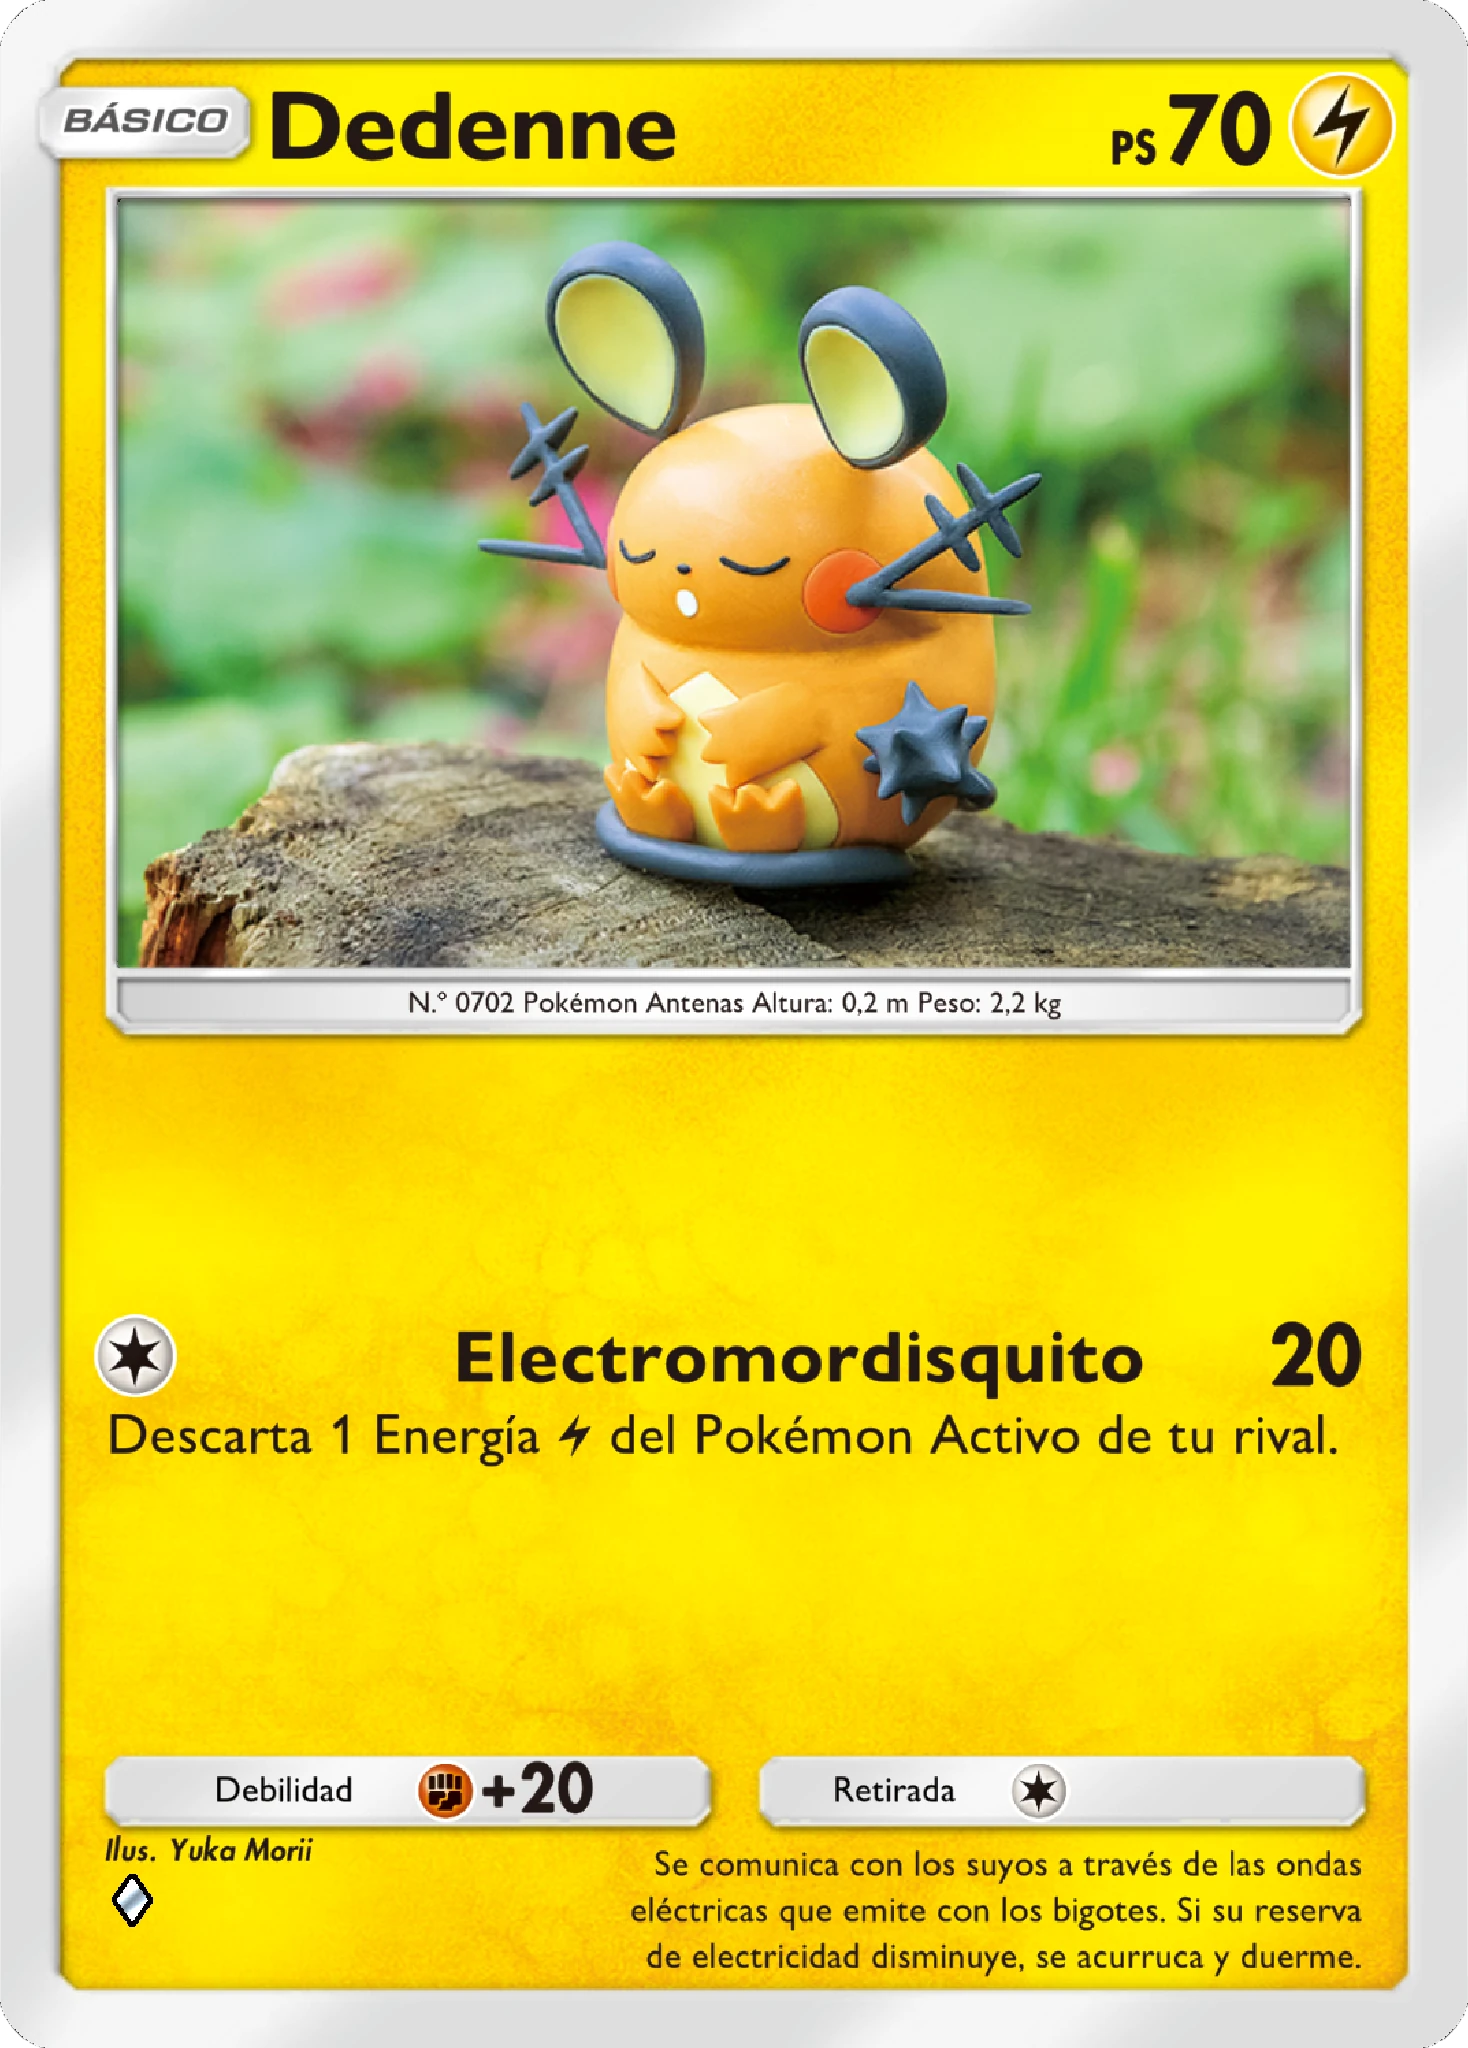 BÁSICO
Dedenne
PS 70
N.º 0702 Pokémon Antenas Altura: 0,2 m Peso: 2,2 kg
Electromordisquito 20
Descarta 1 Energía del Pokémon Activo de tu rival.
Debilidad +20
Retirada
Ilus. Yuka Morii
Se comunica con los suyos a través de las ondas
eléctricas que emite con los bigotes. Si su reserva
de electricidad disminuye, se acurruca y duerme.